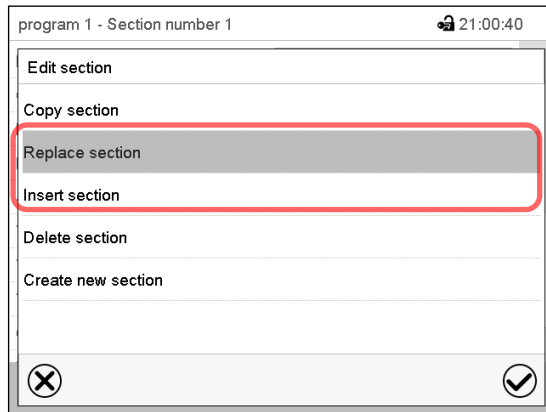 program 1 - Section number 1 21:00:40
Edit section
Copy section
Replace section
Insert section
Delete section
Create new section